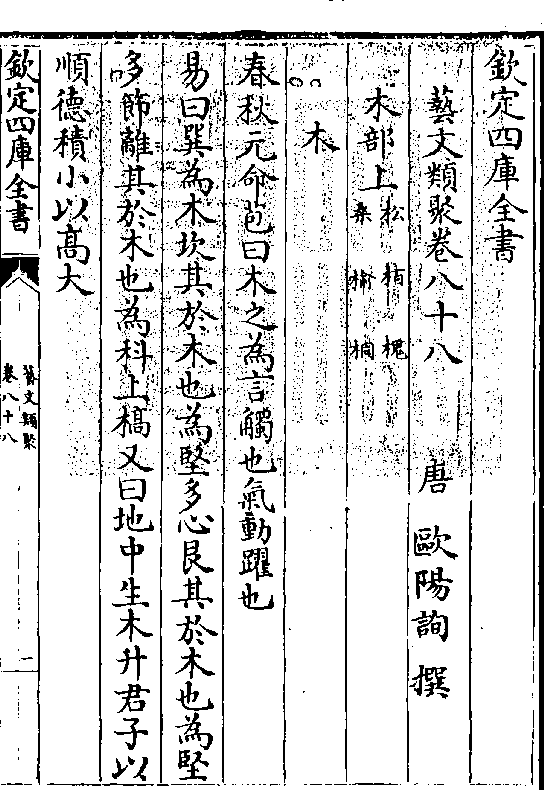 欽定四庫全書
藝文類聚卷八十八
唐 歐陽詢 撰
木部上 松 栢 槐
桑 榆 桐
木
春秋元命苞曰木之為言觸也氣動躍也
易曰巽為木坎其於木也為堅多心艮其於木也為堅
多節離其於木也為科上槁又曰地中生木升君子以
順德積小以髙大
欽定四庫全書
藝文類聚
卷八十八
一